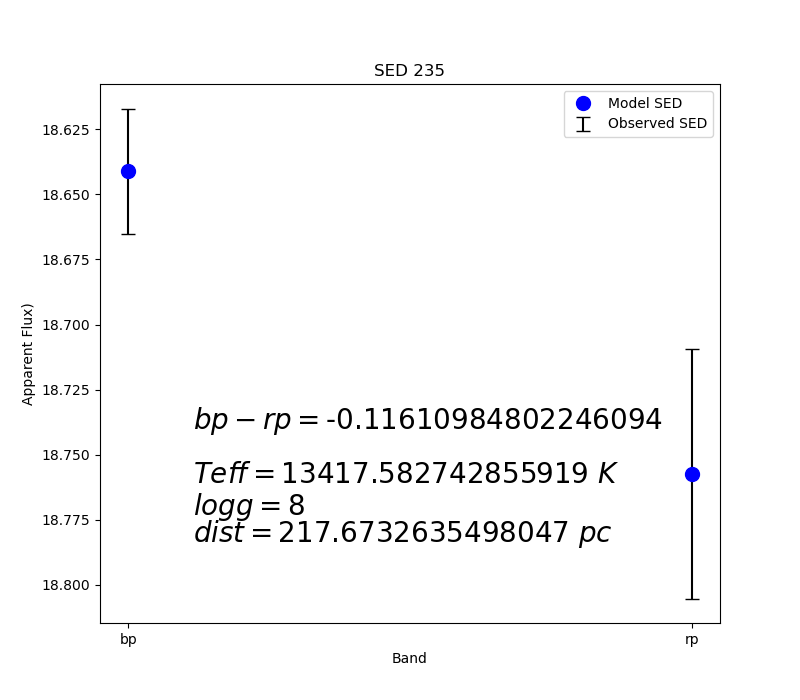 SED 235
Model SED
Observed SED
18.625
18.650
18.675
18.700
18.725
18.750
18.775
18.800
Apparent Flux)
bp − rp = -0.11610984802246094
Teff = 13417.582742855919 K
logg = 8
dist = 217.6732635498047 pc
bp
rp
Band